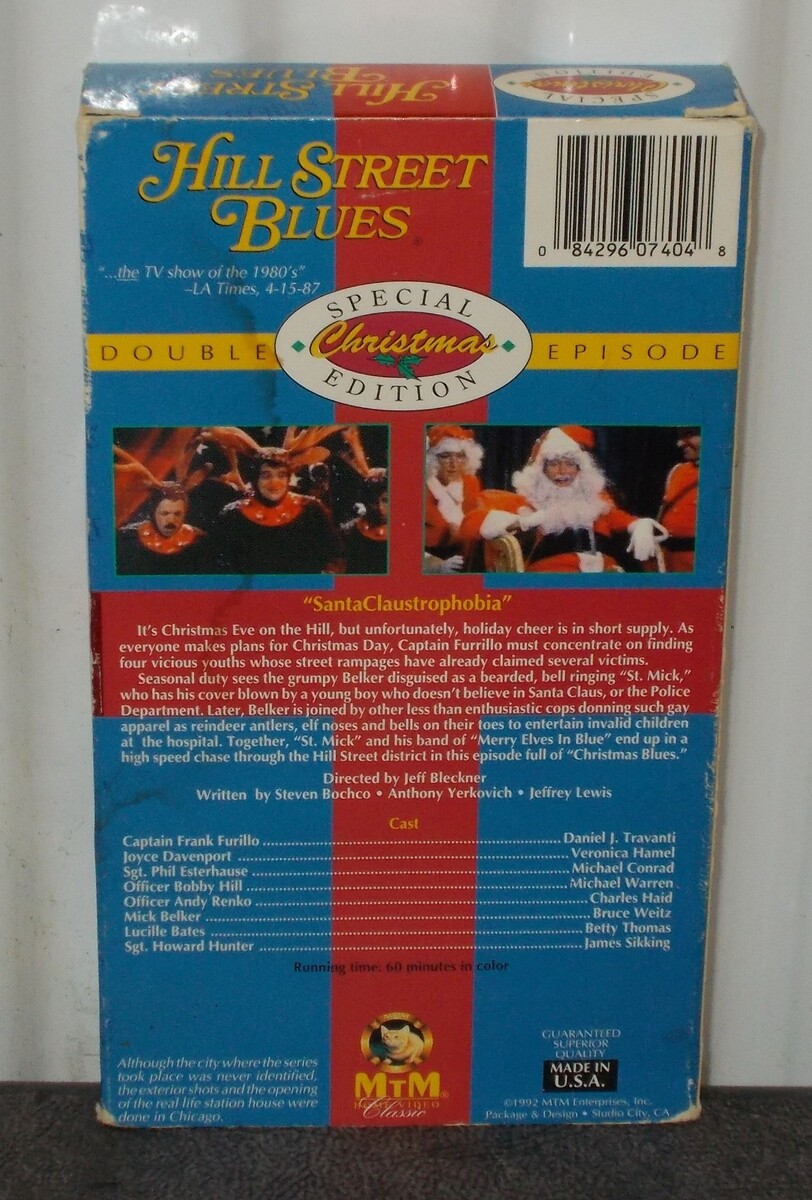 HILL STREET
BLUES
SPECIAL
Christmas
EDITION
HILL STREET
BLUES®
0 84296 07404 8
"...the TV show of the 1980's"
–LA Times, 4-15-87
SPECIAL
DOUBLE Christmas EPISODE
EDITION
"SantaClaustrophobia"
It's Christmas Eve on the Hill, but unfortunately, holiday cheer is in short supply. As
everyone makes plans for Christmas Day, Captain Furrillo must concentrate on finding
four vicious youths whose street rampages have already claimed several victims.
Seasonal duty sees the grumpy Belker disguised as a bearded, bell ringing "St. Mick,"
who has his cover blown by a young boy who doesn't believe in Santa Claus, or the Police
Department. Later, Belker is joined by other less than enthusiastic cops donning such gay
apparel as reindeer antlers, elf noses and bells on their toes to entertain invalid children
at the hospital. Together, "St. Mick" and his band of "Merry Elves In Blue" end up in a
high speed chase through the Hill Street district in this episode full of "Christmas Blues."
Directed by Jeff Bleckner
Written by Steven Bochco • Anthony Yerkovich • Jeffrey Lewis
Cast
Captain Frank Furillo ........ Daniel J. Travanti
Joyce Davenport ........ Veronica Hamel
Sgt. Phil Esterhause ........ Michael Conrad
Officer Bobby Hill ........ Michael Warren
Officer Andy Renko ........ Charles Haid
Mick Belker ........ Bruce Weitz
Lucille Bates ........ Betty Thomas
Sgt. Howard Hunter ........ James Sikking
Running time: 60 minutes in color
Although the city where the series
took place was never identified,
the exterior shots and the opening
of the real life station house were
done in Chicago.
MTM®
HOME VIDEO
Classic
GUARANTEED
SUPERIOR
QUALITY
MADE IN
U.S.A.
©1992 MTM Enterprises, Inc.
Package & Design • Studio City, CA